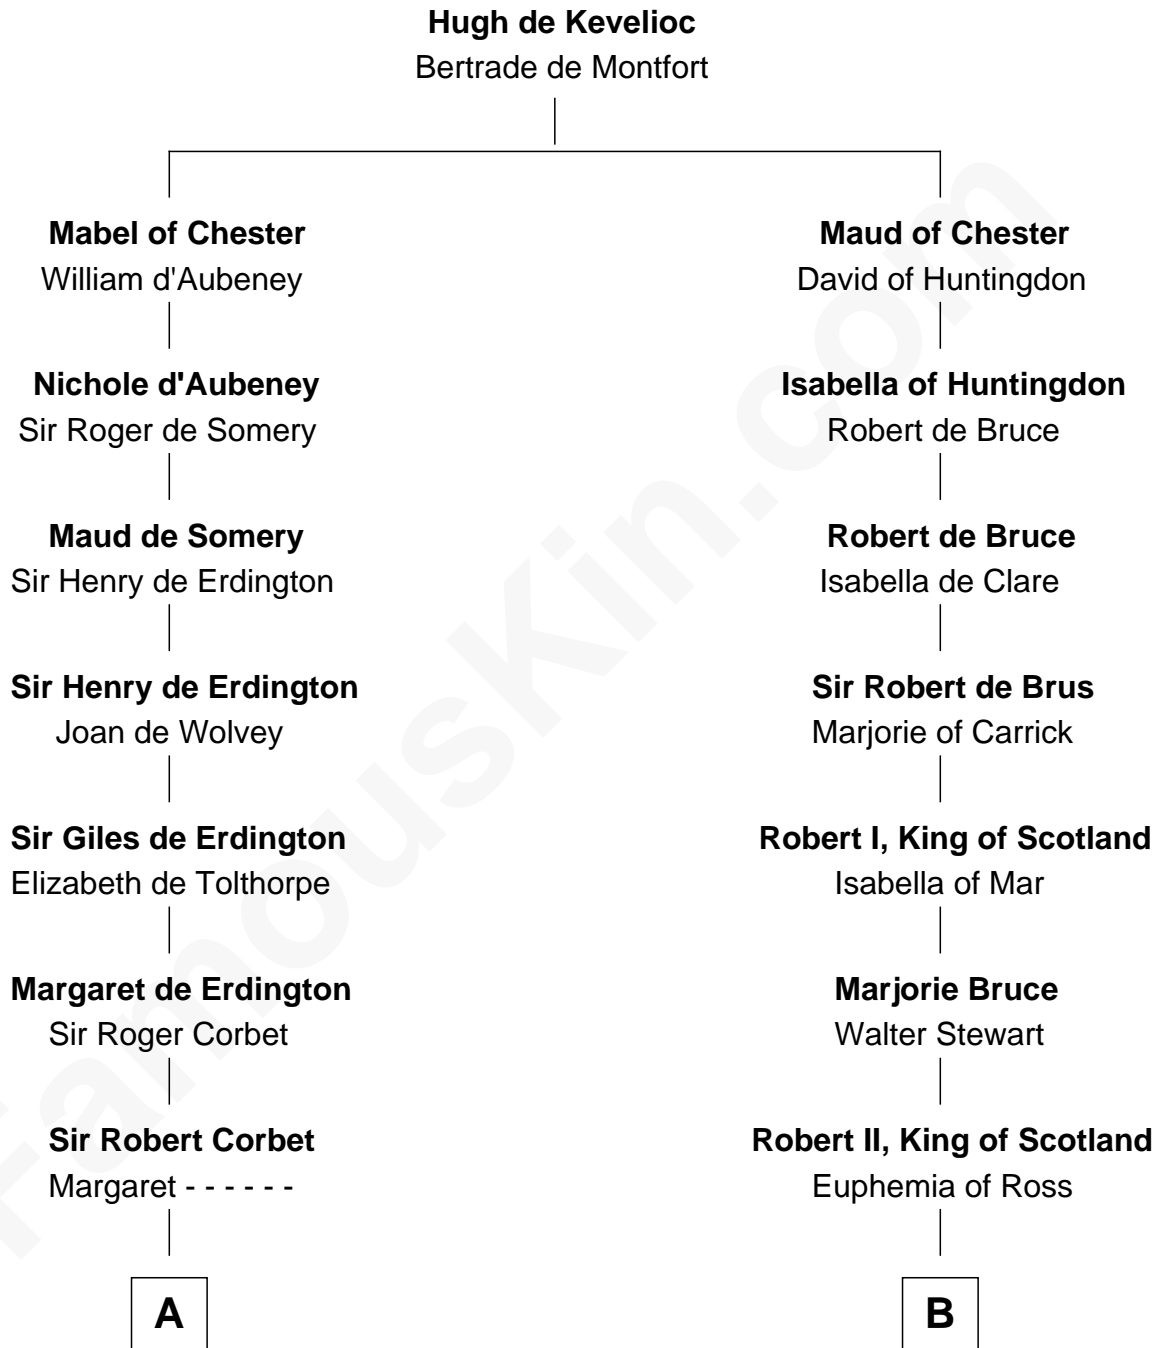 Hugh de Kevelioc
Bertrade de Montfort
Mabel of Chester
William d'Aubeney
Maud of Chester
David of Huntingdon
Nichole d'Aubeney
Sir Roger de Somery
Isabella of Huntingdon
Robert de Bruce
Maud de Somery
Sir Henry de Erdington
Robert de Bruce
Isabella de Clare
Sir Henry de Erdington
Joan de Wolvey
Sir Robert de Brus
Marjorie of Carrick
Sir Giles de Erdington
Elizabeth de Tolthorpe
Robert I, King of Scotland
Isabella of Mar
Margaret de Erdington
Sir Roger Corbet
Marjorie Bruce
Walter Stewart
Sir Robert Corbet
Margaret - - - - - -
Robert II, King of Scotland
Euphemia of Ross
A
B
FamousKin.com